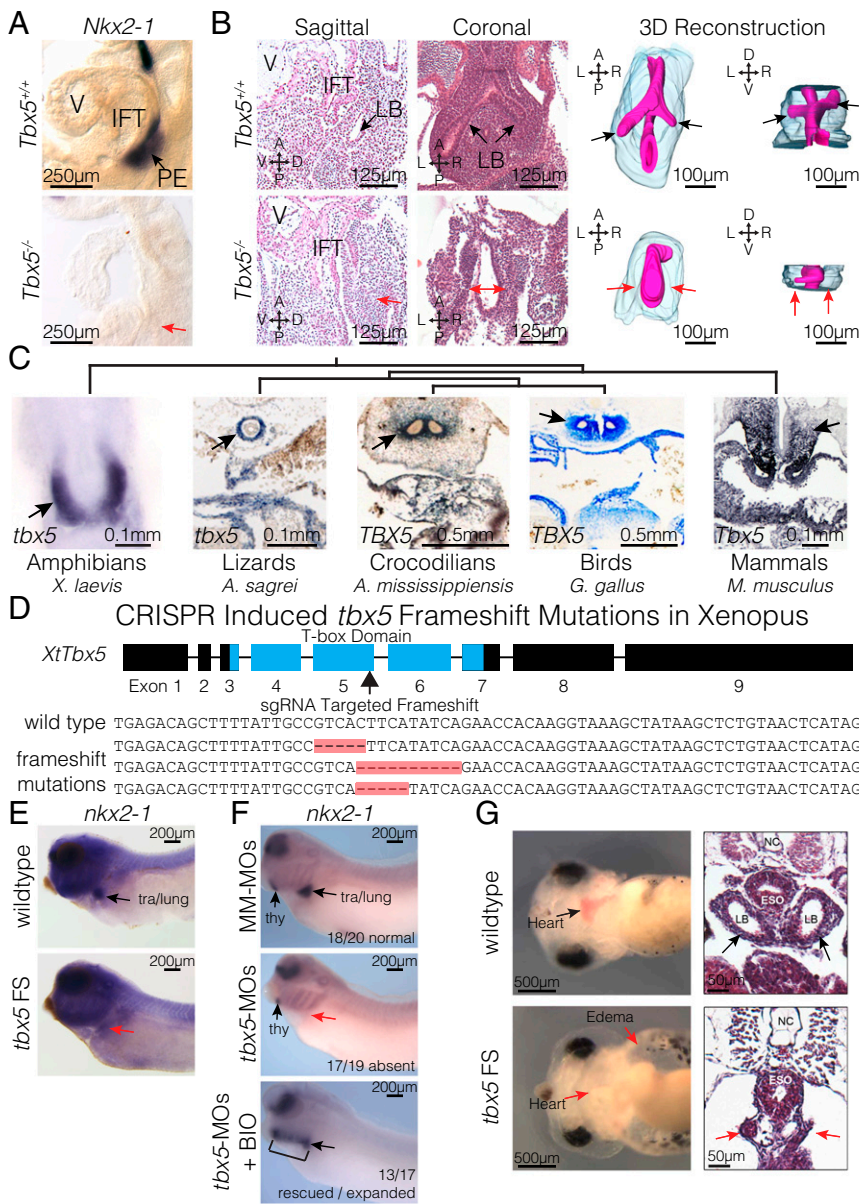 A
Nkx2-1
Tbx5+/+
V
IFT
PE
250µm
Tbx5-/-
250µm
B
Sagittal
Coronal
3D Reconstruction
Tbx5+/+
V
IFT
LB
A
V D
P
125µm
LB
A
L R
P
125µm
A
L R
P
100µm
D
L R
V
100µm
Tbx5-/-
V
IFT
A
V D
P
125µm
A
L R
P
125µm
A
L R
P
100µm
D
L R
V
100µm
C
tbx5
0.1mm
tbx5
0.1mm
TBX5
0.5mm
TBX5
0.5mm
Tbx5
0.1mm
Amphibians
Lizards
Crocodilians
Birds
Mammals
X. laevis
A. sagrei
A. mississippiensis
G. gallus
M. musculus
D
CRISPR Induced tbx5 Frameshift Mutations in Xenopus
T-box Domain
XtTbx5
Exon 1 2 3 4 5 6 7 8 9
sgRNA Targeted Frameshift
wild type TGAGACAGCTTTTATTGCCGTCACTTCATATCAGAACCACAAGGTAAAGCTATAAGCTCTGTAACTCATAG
frameshift mutations
TGAGACAGCTTTTATTGCC-----TTCATATCAGAACCACAAGGTAAAGCTATAAGCTCTGTAACTCATAG
TGAGACAGCTTTTATTGCCGTCA----------GAACCACAAGGTAAAGCTATAAGCTCTGTAACTCATAG
TGAGACAGCTTTTATTGCCGTCA-----TATCAGAACCACAAGGTAAAGCTATAAGCTCTGTAACTCATAG
E
nkx2-1
wildtype
200µm
tra/lung
tbx5 FS
200µm
F
nkx2-1
MM-MOs
200µm
tra/lung
thy
18/20 normal
tbx5-MOs
200µm
thy
17/19 absent
tbx5-MOs
+ BIO
200µm
13/17
rescued / expanded
G
wildtype
Heart
500µm
NC
ESO
LB
LB
50µm
tbx5 FS
Edema
Heart
500µm
NC
ESO
50µm